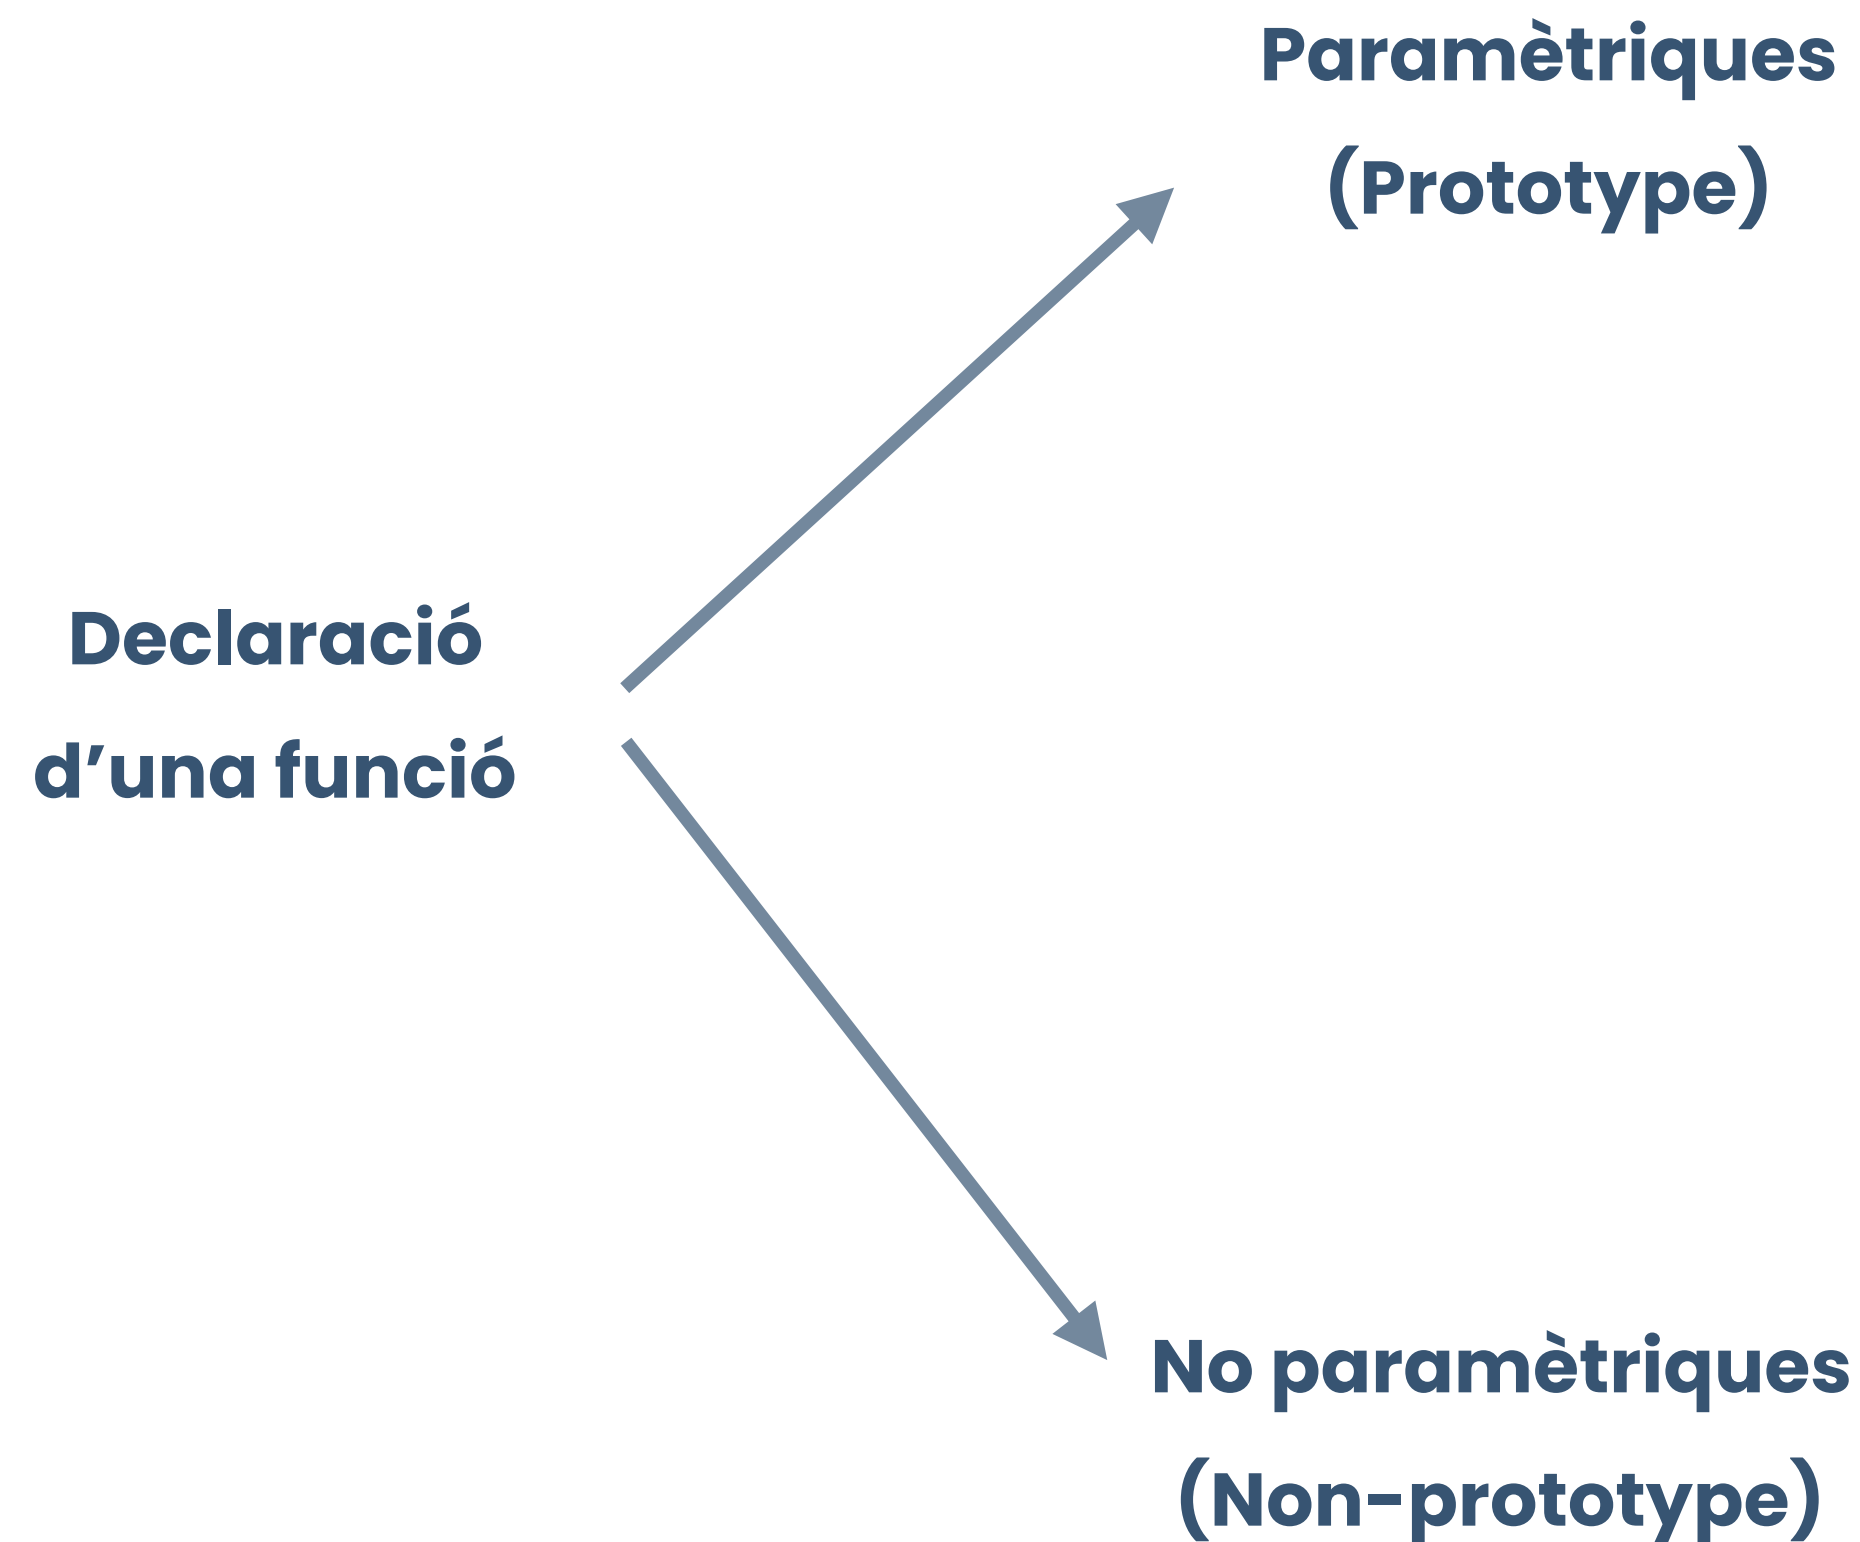 Paramètriques
(Prototype)
Declaració
d’una funció
No paramètriques
(Non-prototype)